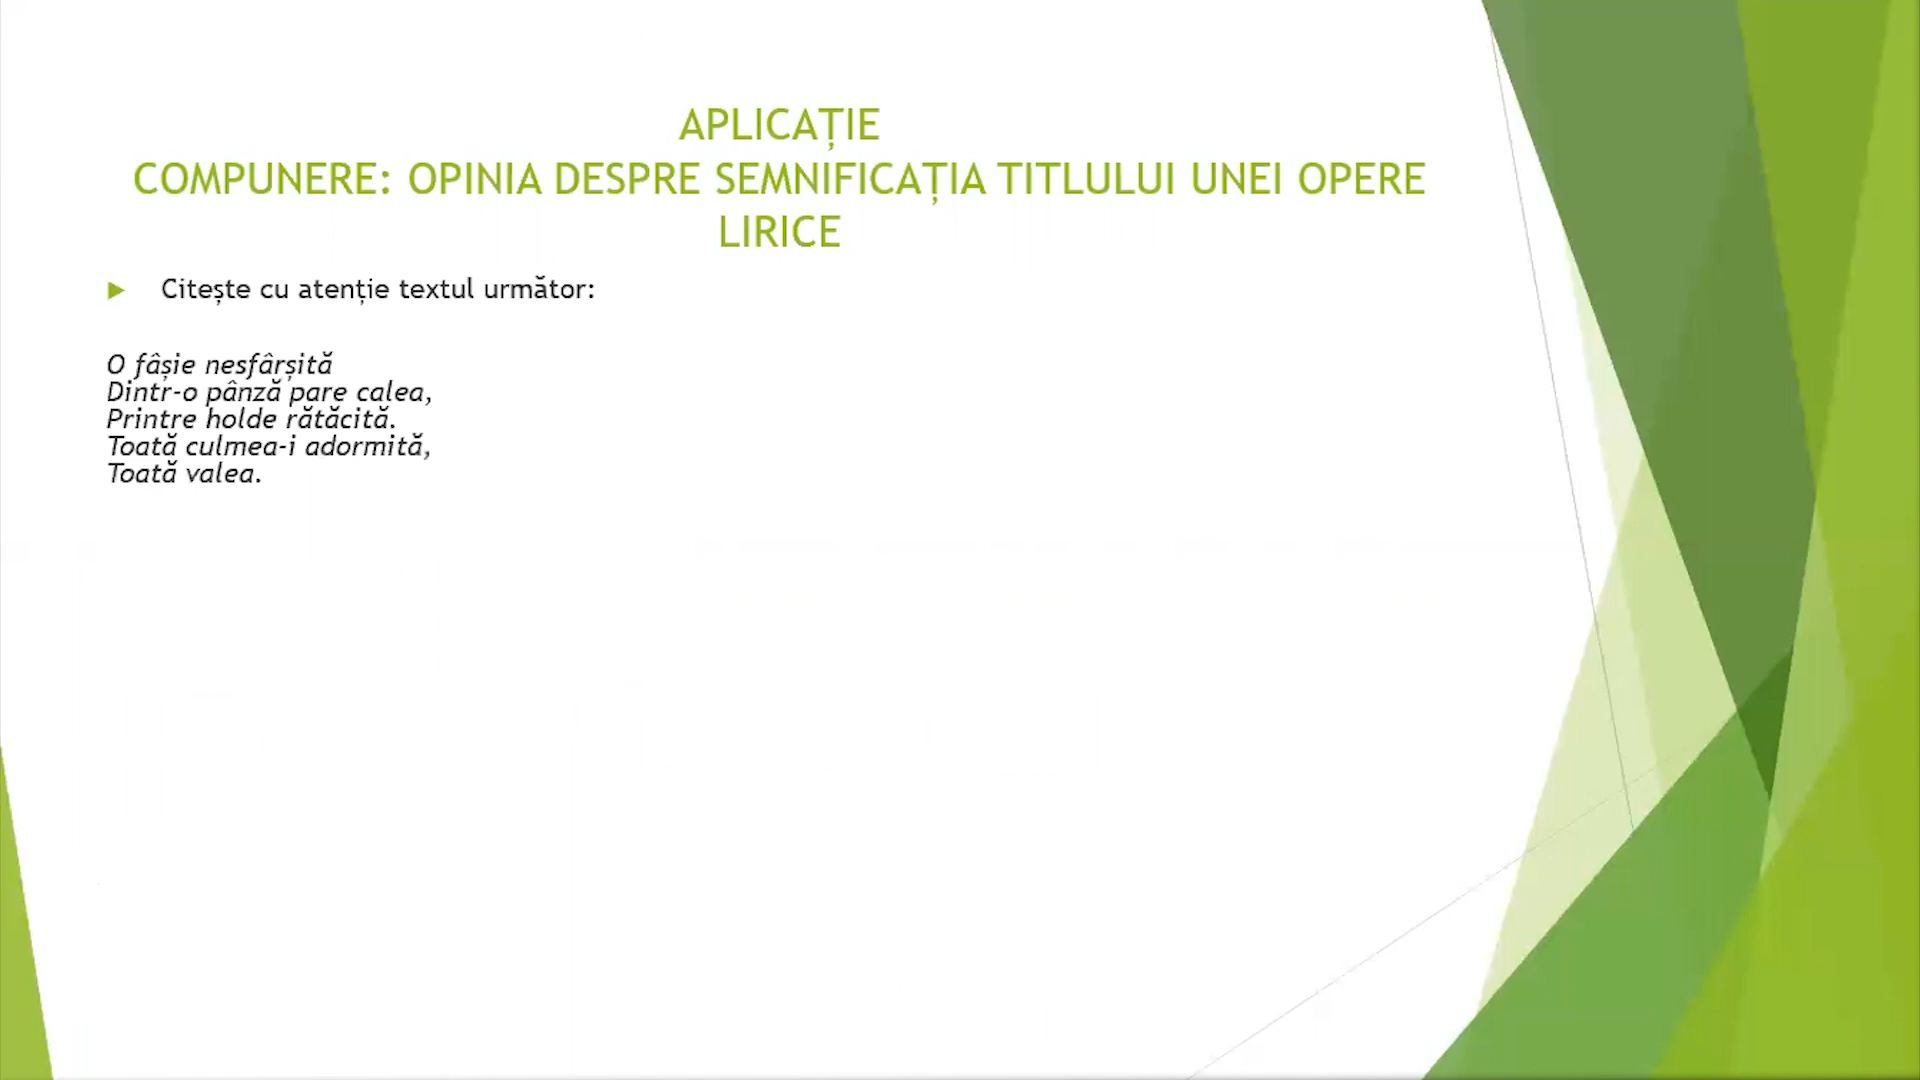 APLICAȚIE
COMPUNERE: OPINIA DESPRE SEMNIFICAȚIA TITLULUI UNEI OPERE
LIRICE
Citește cu atenție textul următor:
O fâșie nesfârșită
Dintr-o pânză pare calea,
Printre holde rătăcită.
Toată culmea-i adormită,
Toată valea.